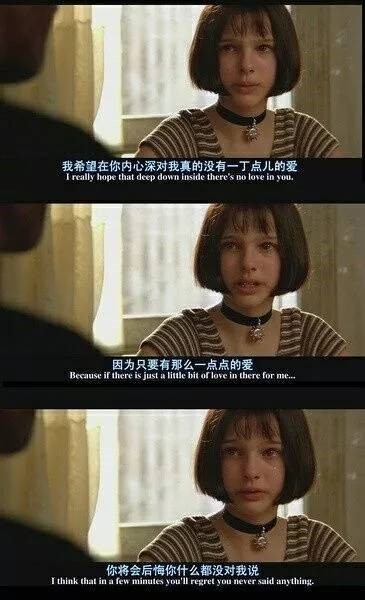 我希望在你内心深对我真的没有一丁点儿的爱
I really hope that deep down inside there's no love in you.
因为只要有那么一点点的爱
Because if there is just a little bit of love in there for me...
你将会后悔你什么都没对我说
I think that in a few minutes you'll regret you never said anything.